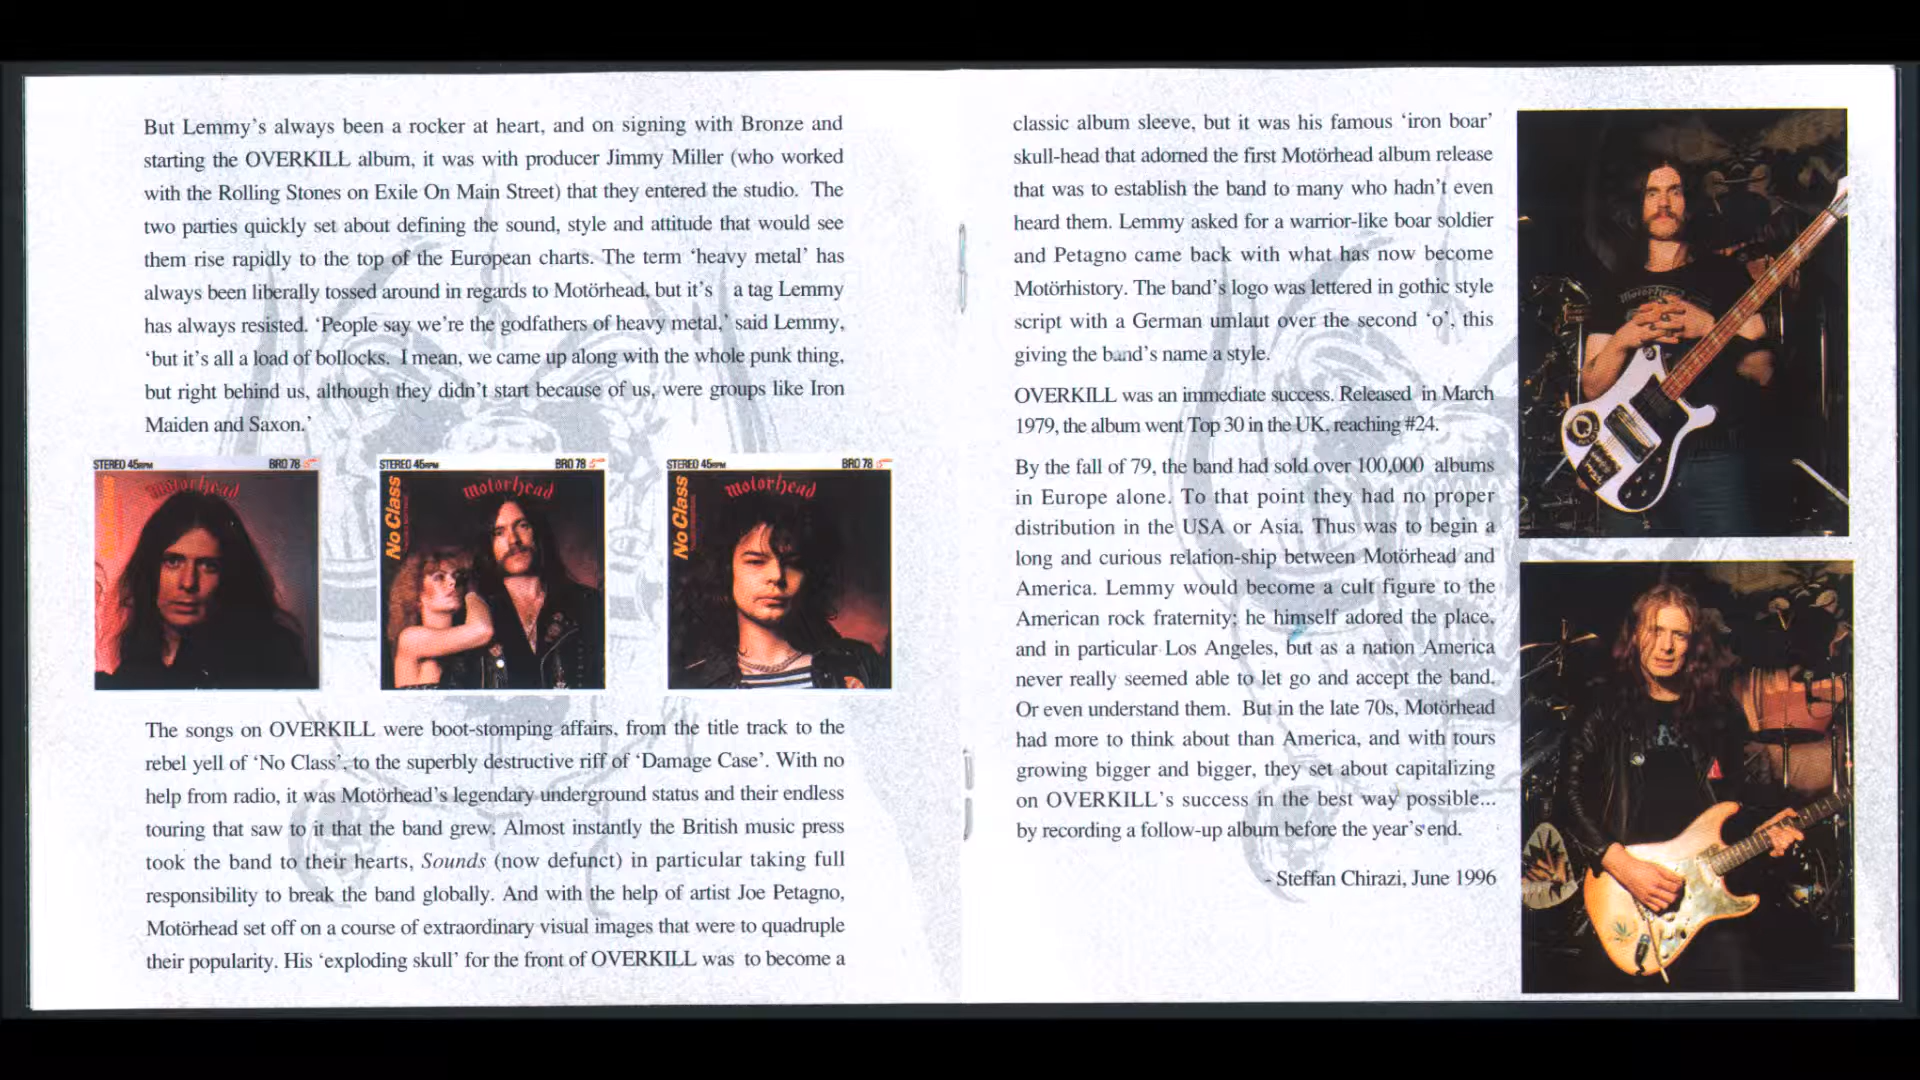 But Lemmy's always been a rocker at heart, and on signing with Bronze and
starting the OVERKILL album, it was with producer Jimmy Miller (who worked
with the Rolling Stones on Exile On Main Street) that they entered the studio. The
two parties quickly set about defining the sound, style and attitude that would see
them rise rapidly to the top of the European charts. The term 'heavy metal' has
always been liberally tossed around in regards to Motörhead, but it's a tag Lemmy
has always resisted. 'People say we're the godfathers of heavy metal,' said Lemmy,
'but it's all a load of bollocks. I mean, we came up along with the whole punk thing,
but right behind us, although they didn't start because of us, were groups like Iron
Maiden and Saxon.'
STEREO 45RPM BRO 78
motörhead
No Class
STEREO 45RPM BRO 78
motörhead
No Class
STEREO 45RPM BRO 78
motörhead
No Class
The songs on OVERKILL were boot-stomping affairs, from the title track to the
rebel yell of 'No Class', to the superbly destructive riff of 'Damage Case'. With no
help from radio, it was Motörhead's legendary underground status and their endless
touring that saw to it that the band grew. Almost instantly the British music press
took the band to their hearts, Sounds (now defunct) in particular taking full
responsibility to break the band globally. And with the help of artist Joe Petagno,
Motörhead set off on a course of extraordinary visual images that were to quadruple
their popularity. His 'exploding skull' for the front of OVERKILL was to become a
classic album sleeve, but it was his famous 'iron boar'
skull-head that adorned the first Motörhead album release
that was to establish the band to many who hadn't even
heard them. Lemmy asked for a warrior-like boar soldier
and Petagno came back with what has now become
Motörhistory. The band's logo was lettered in gothic style
script with a German umlaut over the second 'o', this
giving the band's name a style.
OVERKILL was an immediate success. Released in March
1979, the album went Top 30 in the UK, reaching #24.
By the fall of 79, the band had sold over 100,000 albums
in Europe alone. To that point they had no proper
distribution in the USA or Asia. Thus was to begin a
long and curious relation-ship between Motörhead and
America. Lemmy would become a cult figure to the
American rock fraternity; he himself adored the place,
and in particular Los Angeles, but as a nation America
never really seemed able to let go and accept the band.
Or even understand them. But in the late 70s, Motörhead
had more to think about than America, and with tours
growing bigger and bigger, they set about capitalizing
on OVERKILL's success in the best way possible...
by recording a follow-up album before the year's end.
- Steffan Chirazi, June 1996
Motörhead